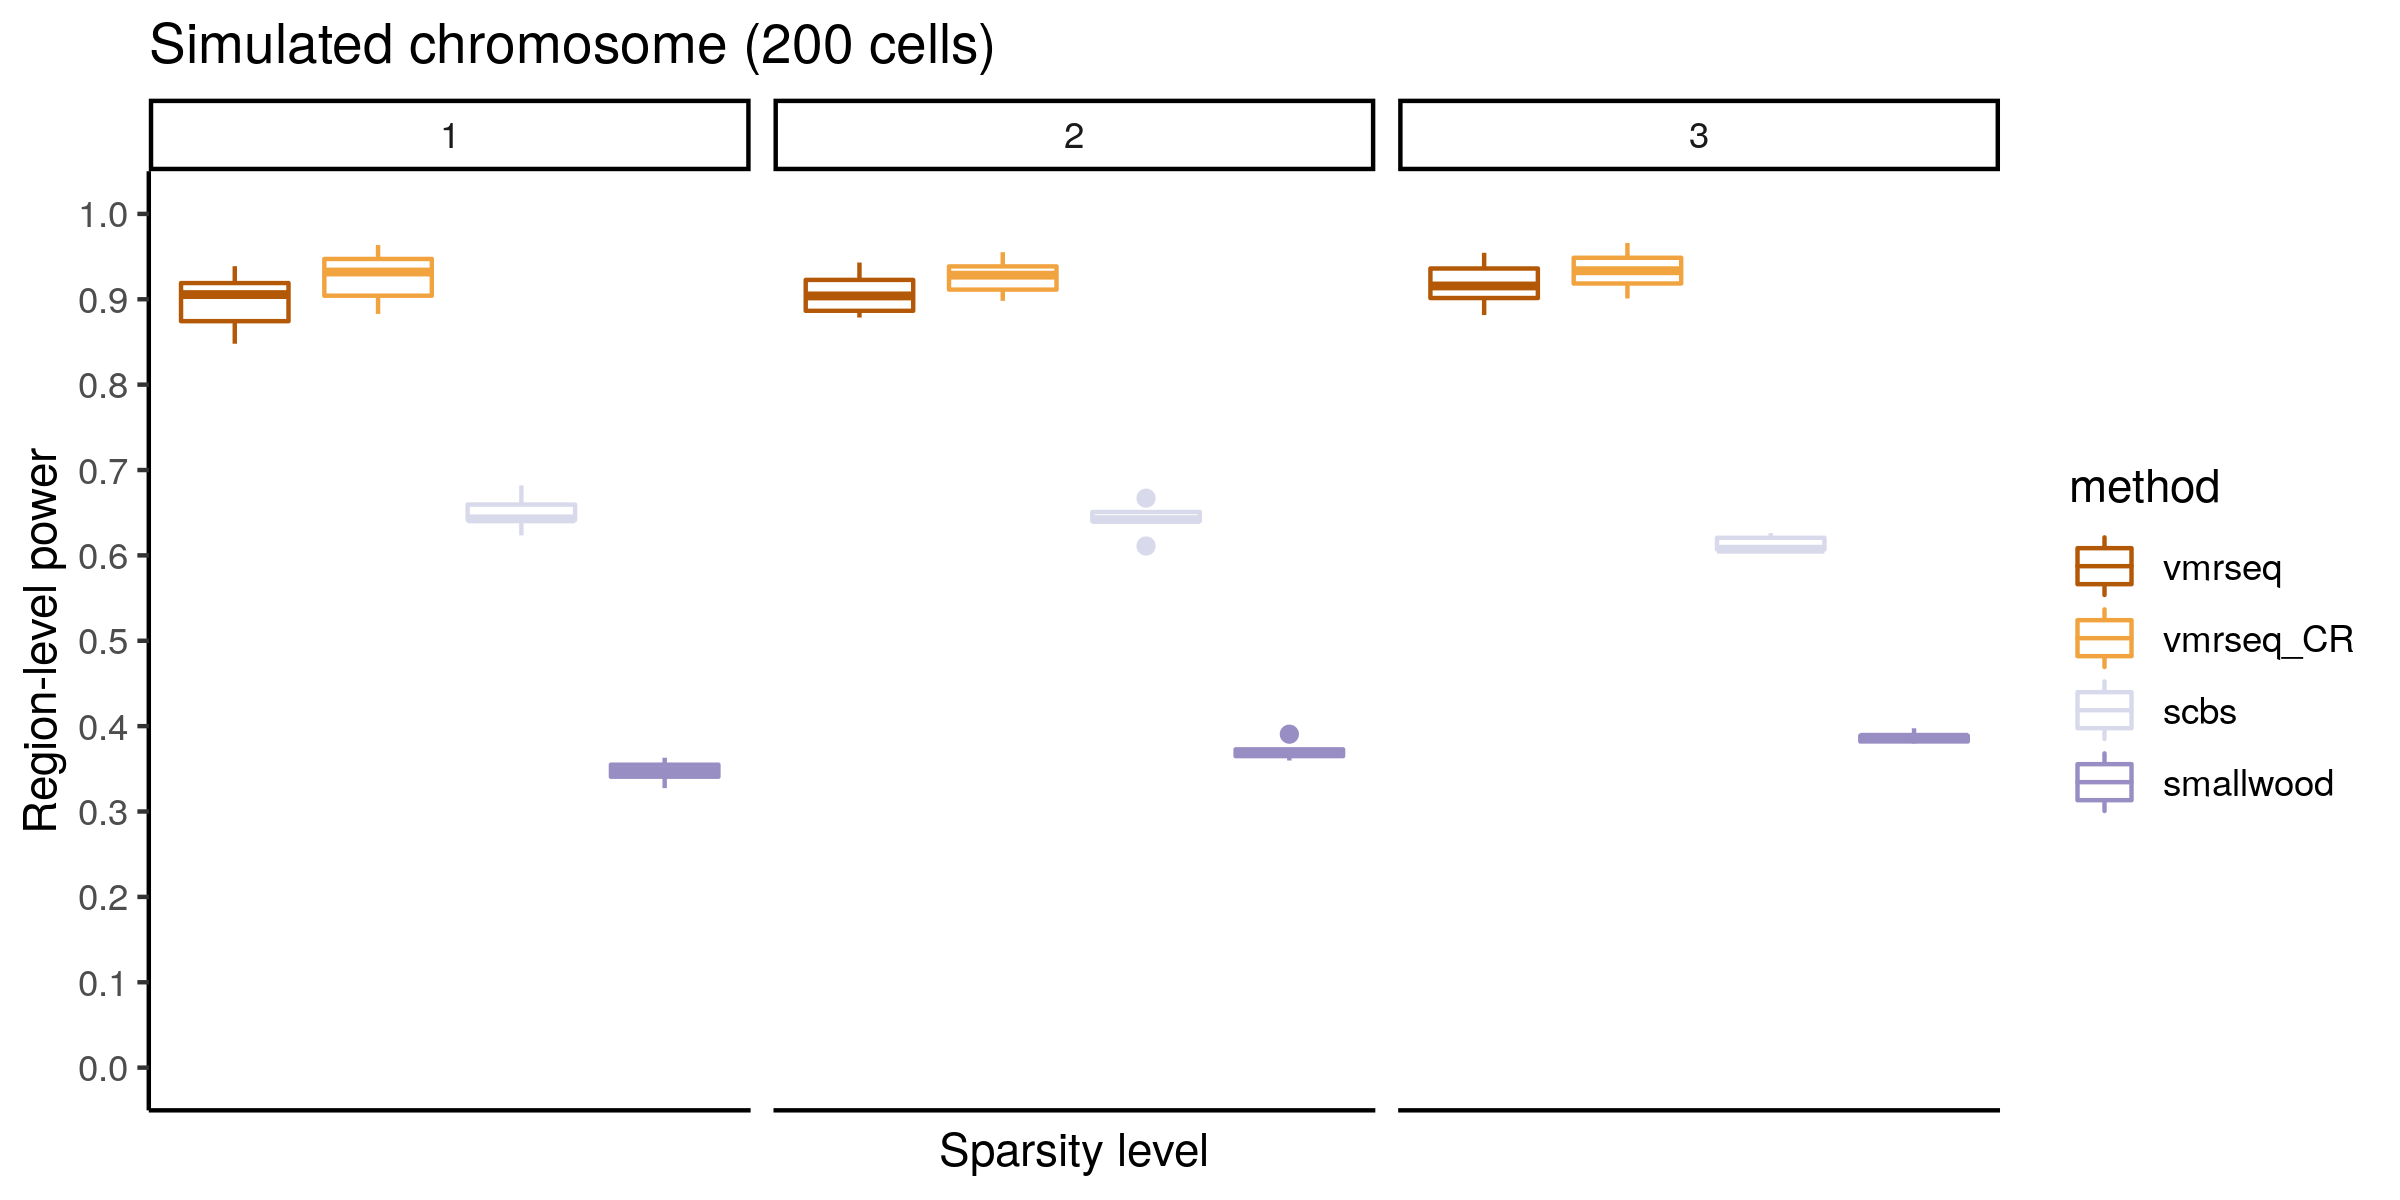 Simulated chromosome (200 cells)
1
2
3
1.0
0.9
0.8
0.7
0.6
0.5
0.4
0.3
0.2
0.1
0.0
Region-level power
Sparsity level
method
vmrseq
vmrseq_CR
scbs
smallwood